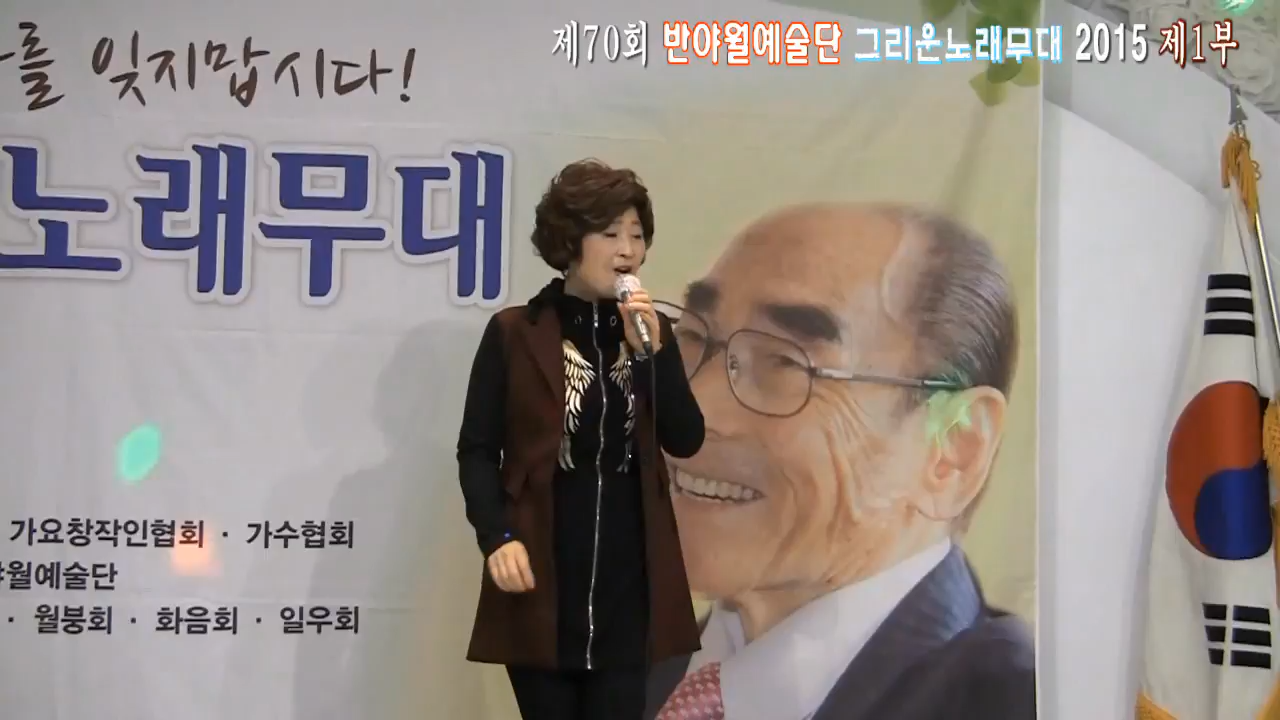 제70회 반야월예술단 그리운노래무대 2015 제1부
를 잊지맙시다!
노래무대
가요창작인협회 · 가수협회
야월예술단
· 월붕회 · 화음회 · 일우회